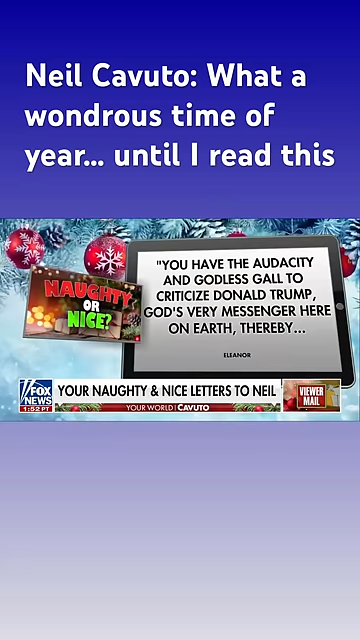 Neil Cavuto: What a
wondrous time of
year... until I read this
"YOU HAVE THE AUDACITY
AND GODLESS GALL TO
CRITICIZE DONALD TRUMP,
GOD'S VERY MESSENGER HERE
ON EARTH, THEREBY...
ELEANOR
NAUGHTY
OR
NICE?
FOX
NEWS
1:52 PT
YOUR NAUGHTY & NICE LETTERS TO NEIL
YOUR WORLD | CAVUTO
VIEWER
MAIL